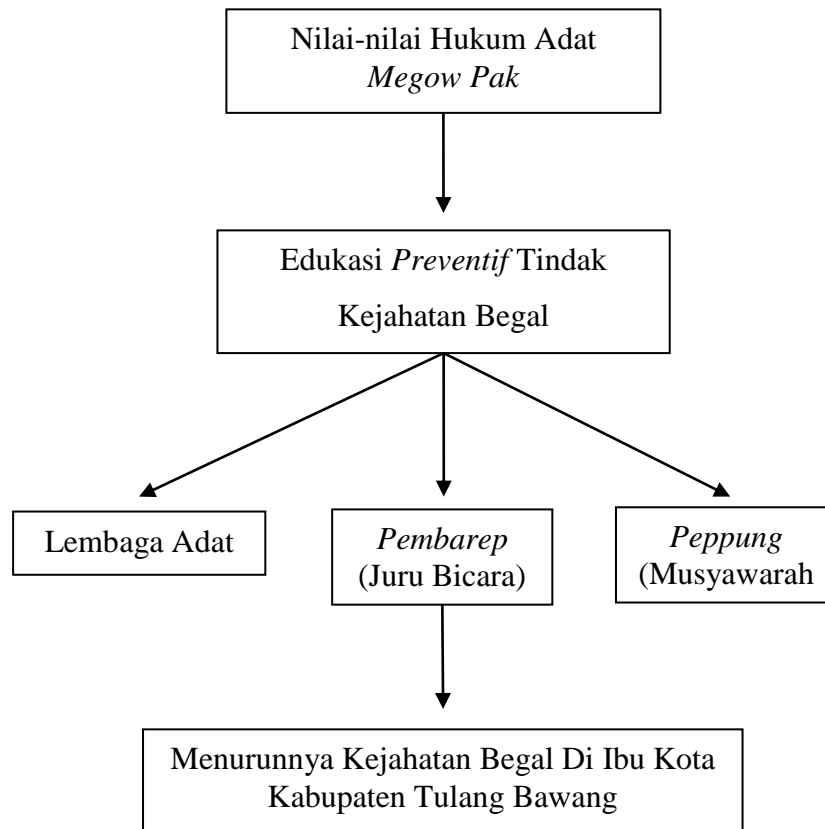 Nilai-nilai Hukum Adat
Megow Pak
Edukasi Preventif Tindak
Kejahatan Begal
Lembaga Adat
Pembarep
(Juru Bicara)
Peppung
(Musyawarah
Menurunnya Kejahatan Begal Di Ibu Kota
Kabupaten Tulang Bawang